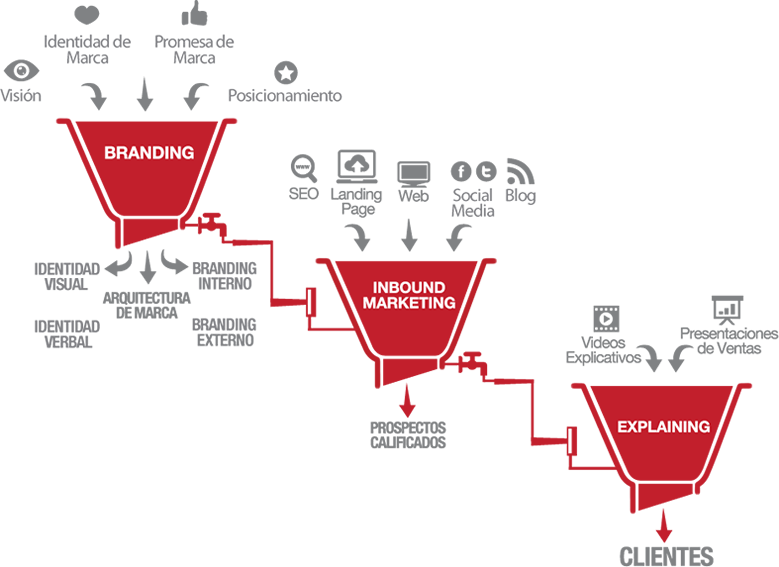 Identidad de
Marca
Promesa de
Marca
Visión
Posicionamiento
BRANDING
IDENTIDAD
VISUAL
ARQUITECTURA
DE MARCA
BRANDING
INTERNO
IDENTIDAD
VERBAL
BRANDING
EXTERNO
www
SEO
Landing
Page
Web
f
t
Social
Media
Blog
INBOUND
MARKETING
PROSPECTOS
CALIFICADOS
Videos
Explicativos
Presentaciones
de Ventas
EXPLAINING
CLIENTES